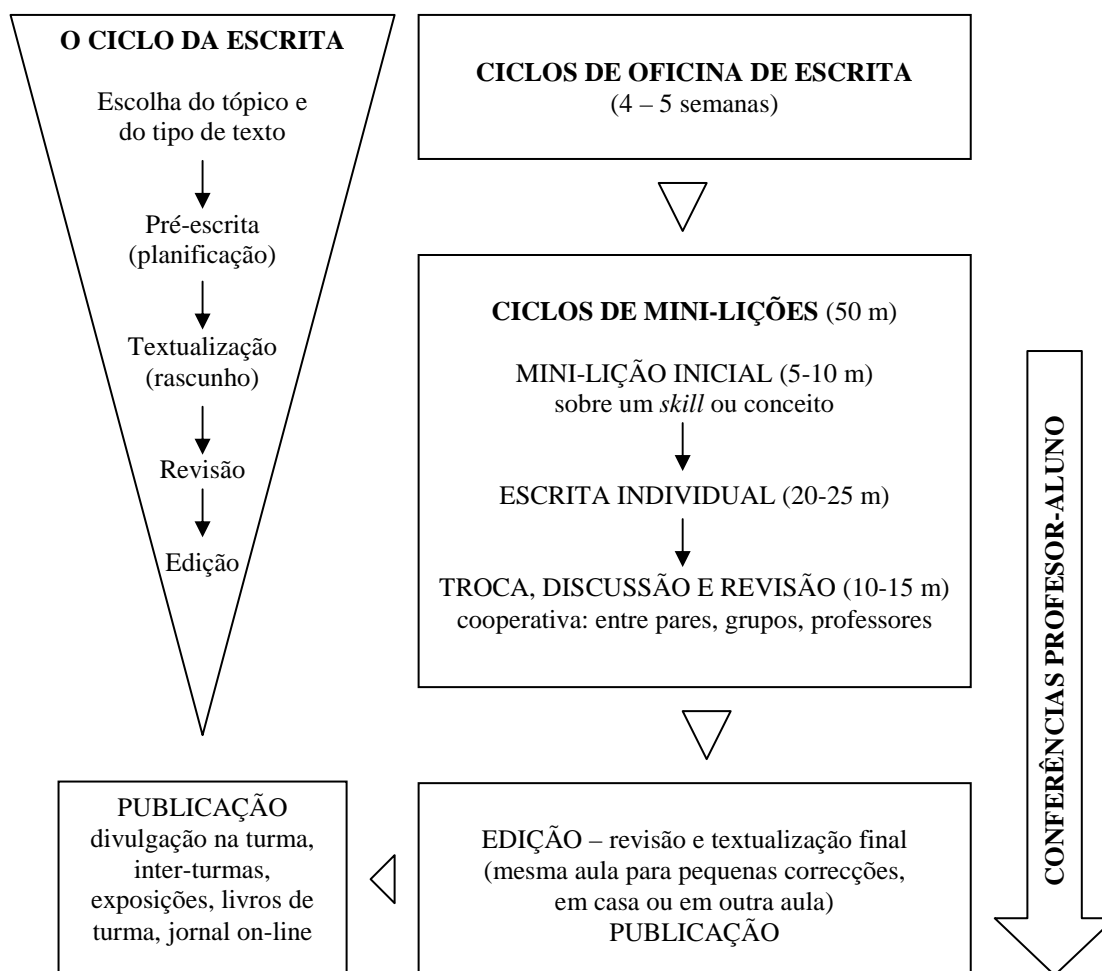 O CICLO DA ESCRITA
Escolha do tópico e
do tipo de texto
Pré-escrita
(planificação)
Textualização
(rascunho)
Revisão
Edição
CICLOS DE OFICINA DE ESCRITA
(4 – 5 semanas)
CICLOS DE MINI-LIÇÕES (50 m)
MINI-LIÇÃO INICIAL (5-10 m)
sobre um skill ou conceito
ESCRITA INDIVIDUAL (20-25 m)
TROCA, DISCUSSÃO E REVISÃO (10-15 m)
cooperativa: entre pares, grupos, professores
EDIÇÃO – revisão e textualização final
(mesma aula para pequenas correcções,
em casa ou em outra aula)
PUBLICAÇÃO
PUBLICAÇÃO
divulgação na turma,
inter-turmas,
exposições, livros de
turma, jornal on-line
CONFERÊNCIAS PROFESOR-ALUNO